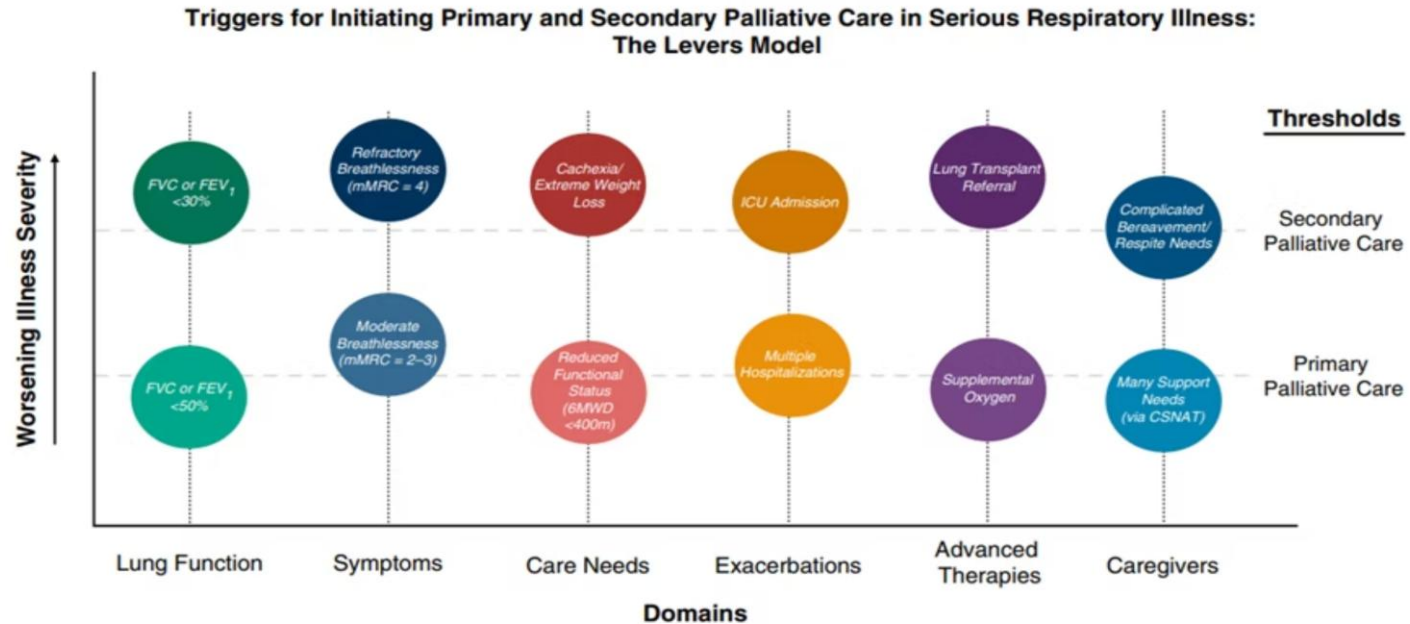 Triggers for Initiating Primary and Secondary Palliative Care in Serious Respiratory Illness:
The Levers Model
Worsening Illness Severity
FVC or FEV1
<30%
Refractory
Breathlessness
(mMRC = 4)
Cachexia/
Extreme Weight
Loss
ICU Admission
Lung Transplant
Referral
Complicated
Bereavement/
Respite Needs
Thresholds
Secondary
Palliative Care
FVC or FEV1
<50%
Moderate
Breathlessness
(mMRC = 2–3)
Reduced
Functional
Status
(6MWD
<400m)
Multiple
Hospitalizations
Supplemental
Oxygen
Many Support
Needs
(via CSNAT)
Primary
Palliative Care
Lung Function
Symptoms
Care Needs
Exacerbations
Advanced
Therapies
Caregivers
Domains